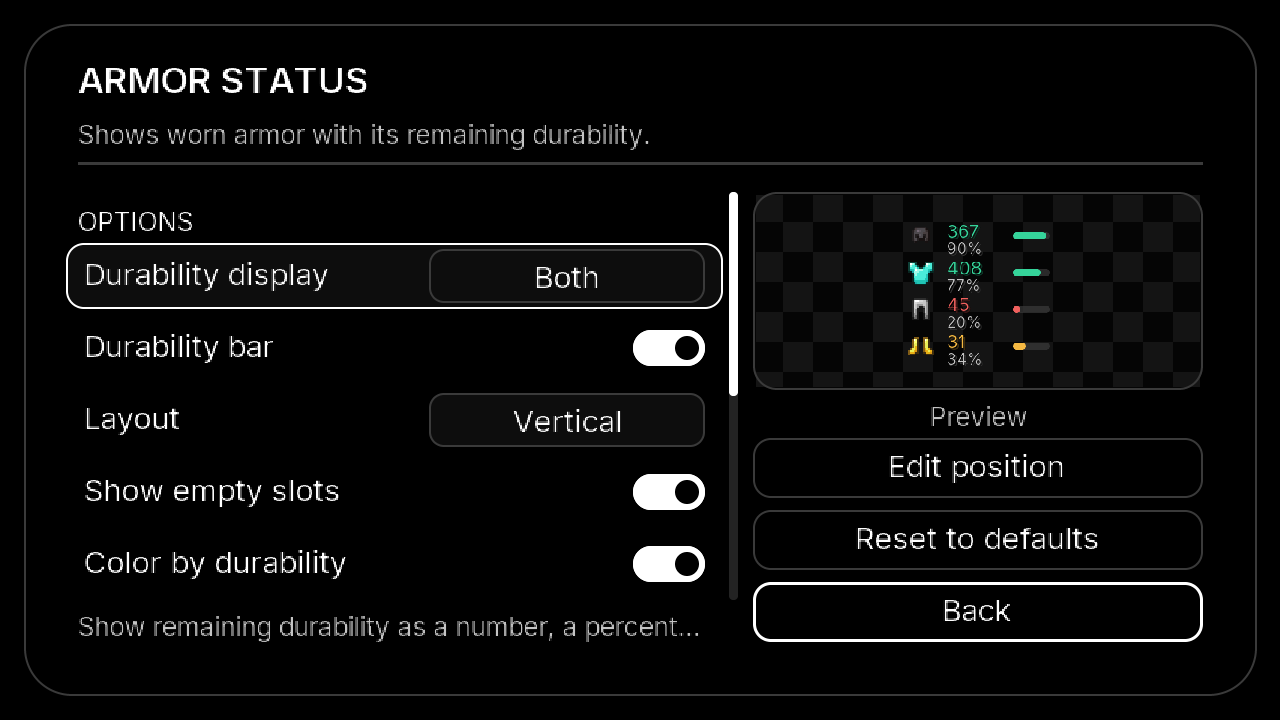 ARMOR STATUS
Shows worn armor with its remaining durability.
OPTIONS
Durability display
Both
Durability bar
Layout
Vertical
Show empty slots
Color by durability
Show remaining durability as a number, a percent...
367
90%
408
77%
45
20%
31
34%
Preview
Edit position
Reset to defaults
Back